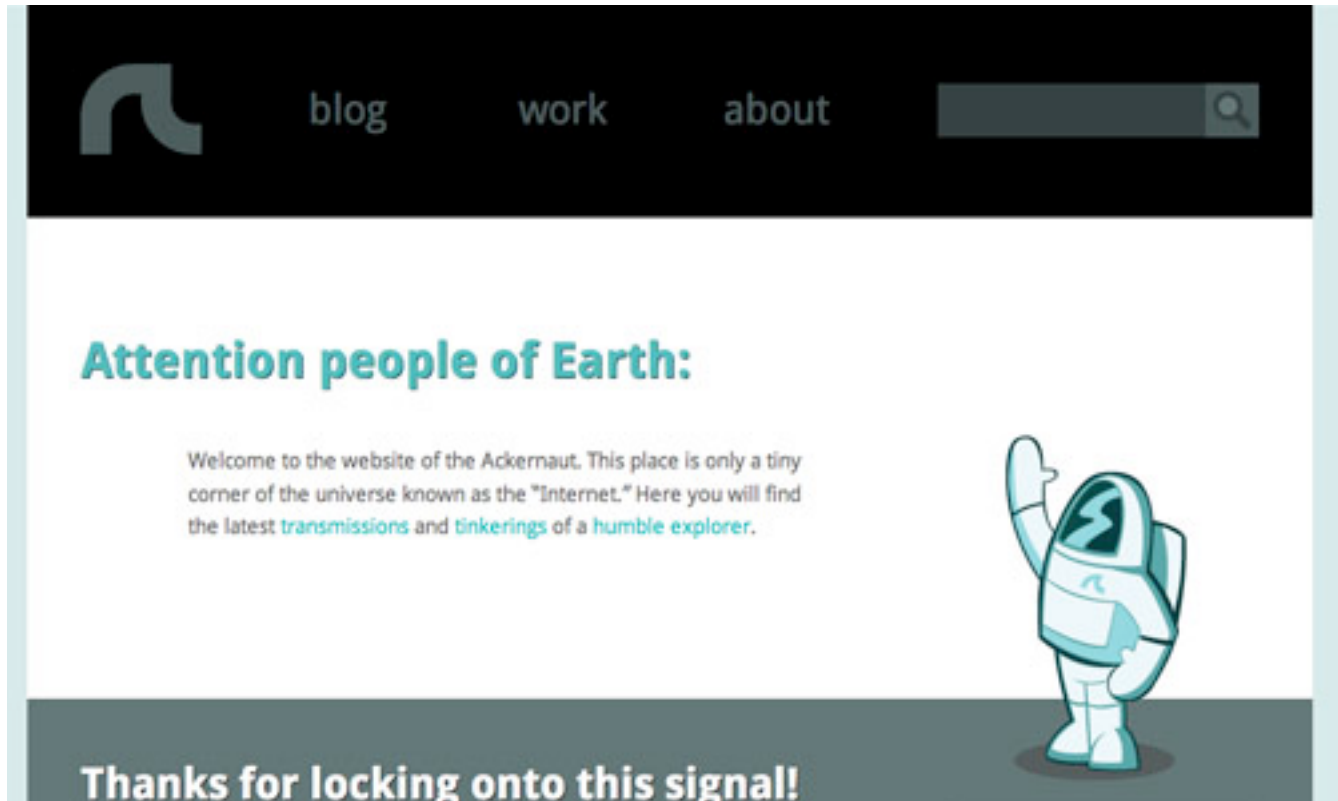 blog work about
Attention people of Earth:
Welcome to the website of the Ackernaut. This place is only a tiny
corner of the universe known as the "Internet." Here you will find
the latest transmissions and tinkerings of a humble explorer.
Thanks for locking onto this signal!